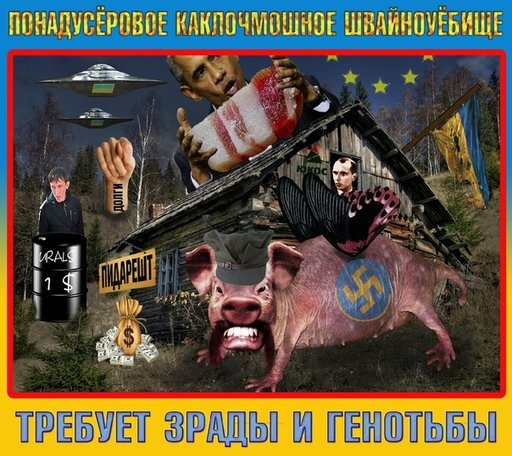 ПОНАДУСЁРОВОЕ КАКЛОЧМОШНОЕ ШВАЙНОУЁБИЩЕ
ЮКОС
ДОЛГИ
URALS
1 $
ПИДАРЕШТ
$
ТРЕБУЕТ ЗРАДЫ И ГЕНОТЬБЫ